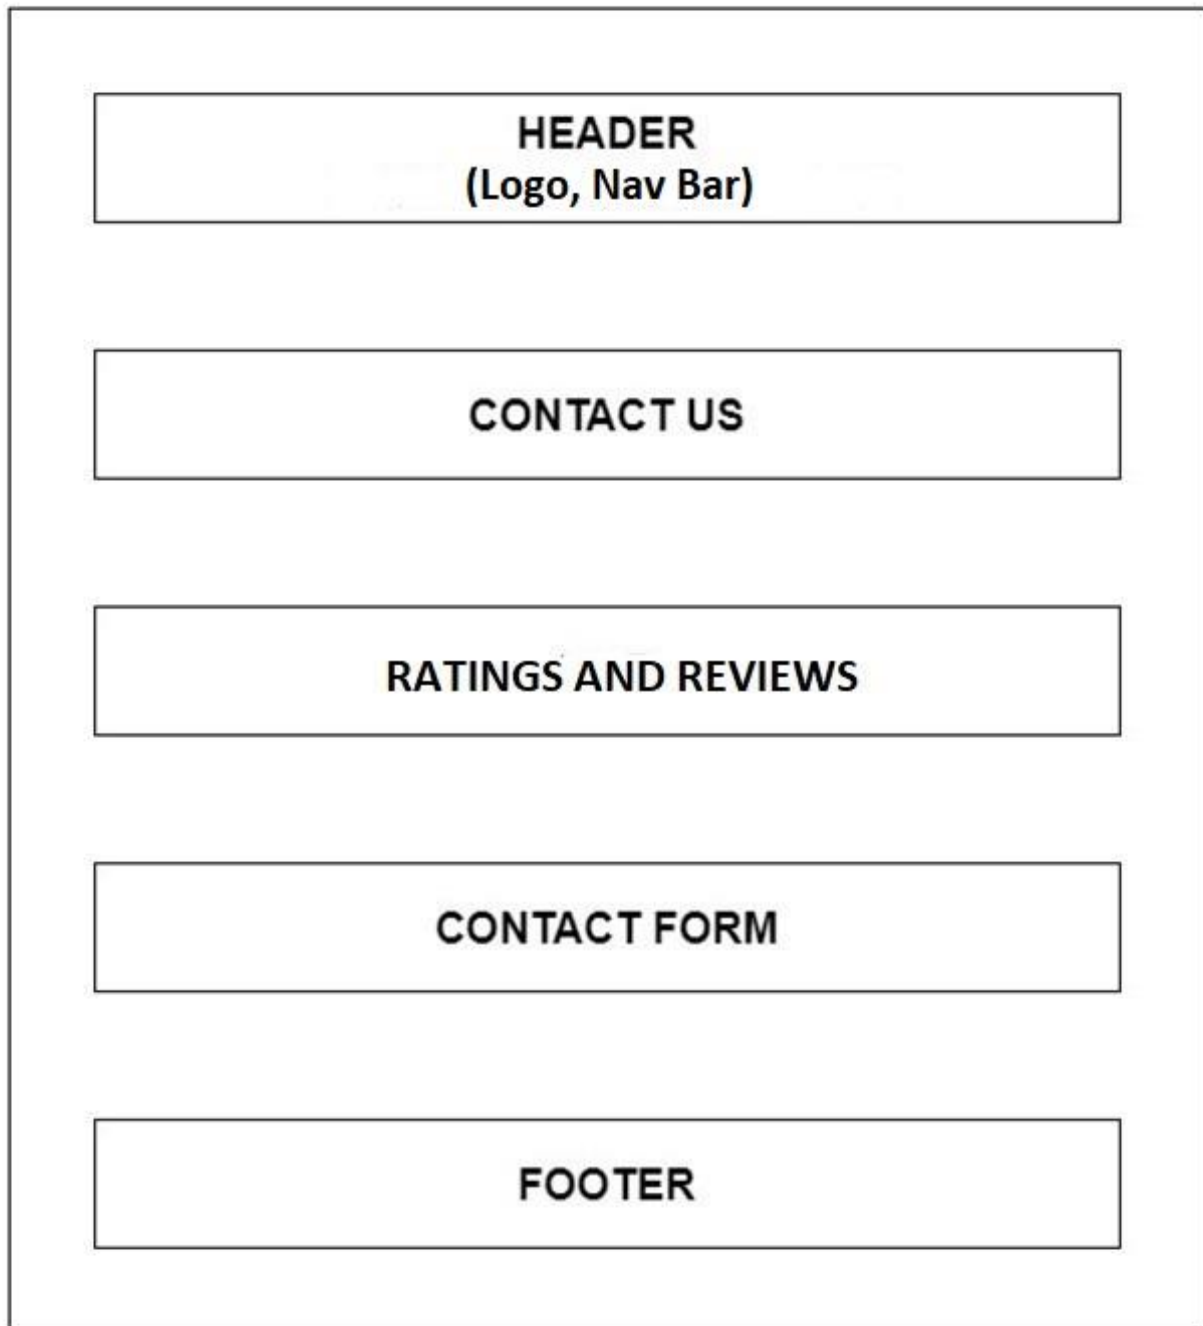 HEADER
(Logo, Nav Bar)
CONTACT US
RATINGS AND REVIEWS
CONTACT FORM
FOOTER